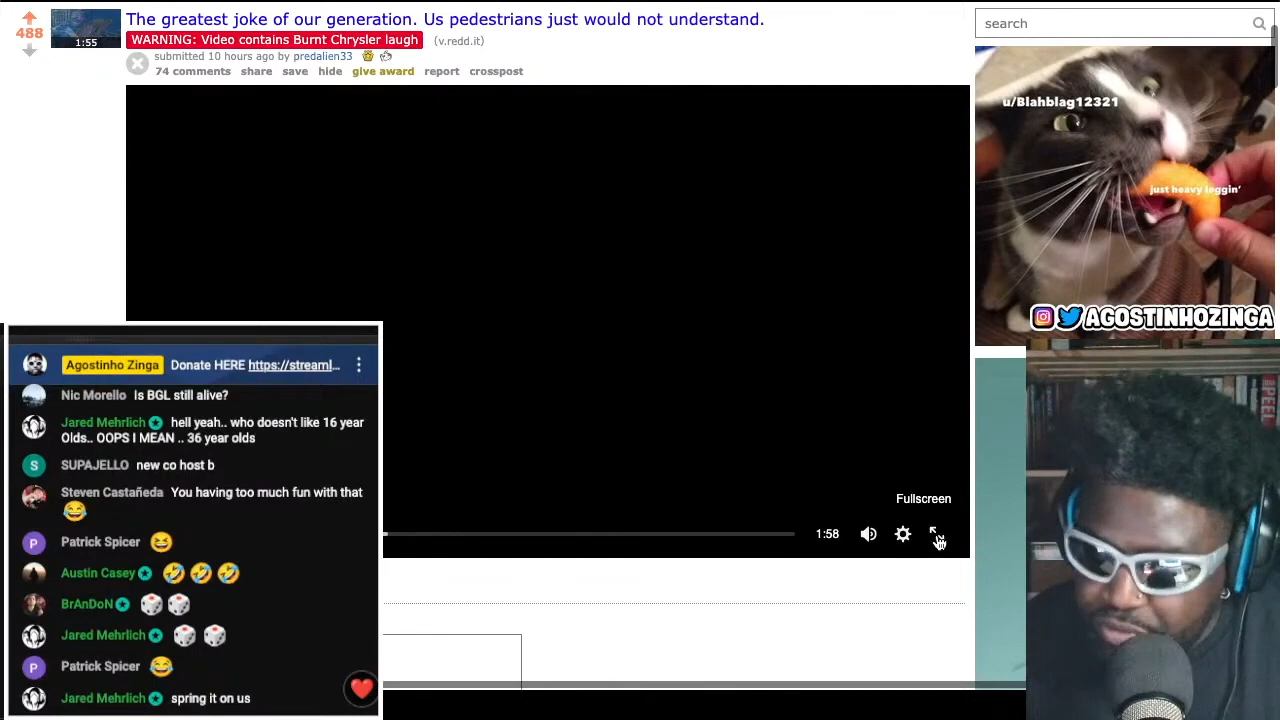 488
1:55
The greatest joke of our generation. Us pedestrians just would not understand.
WARNING: Video contains Burnt Chrysler laugh (v.redd.it)
submitted 10 hours ago by predalien33
74 comments share save hide give award report crosspost
search
u/Blahblag12321
just heavy leggin'
AGOSTINHOZINGA
Agostinho Zinga Donate HERE https://streaml...
Nic Morello Is BGL still alive?
Jared Mehrlich hell yeah.. who doesn't like 16 year
Olds.. OOPS I MEAN .. 36 year olds
S SUPAJELLO new co host b
Steven Castañeda You having too much fun with that
😂
P Patrick Spicer 😆
Austin Casey 🤣 🤣 🤣
BrAnDoN 🎲 🎲
Jared Mehrlich 🎲 🎲
P Patrick Spicer 😂
Jared Mehrlich spring it on us
Fullscreen
1:58